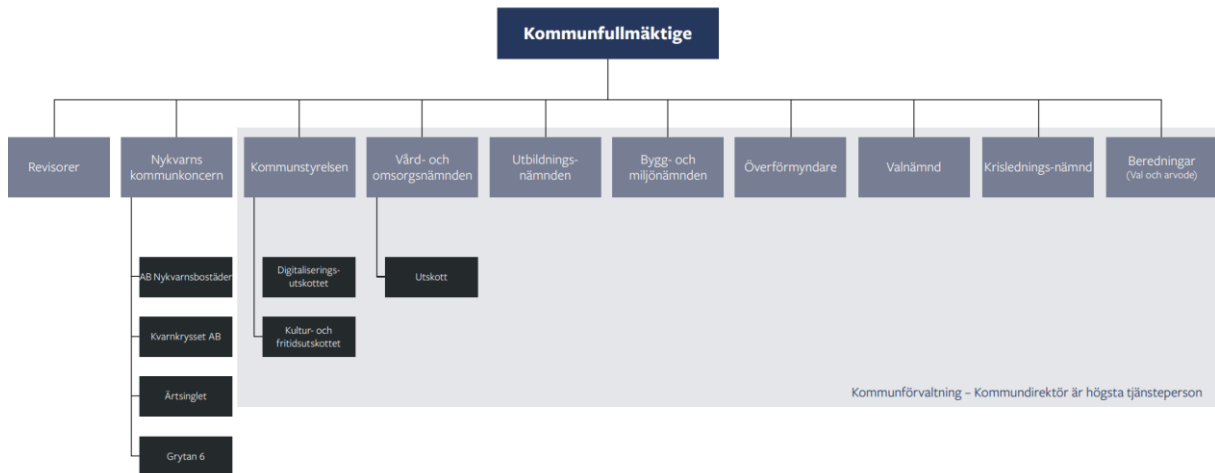 Kommunfullmäktige
Revisorer
Nykvarns
kommunkoncern
Kommunstyrelsen
Vård- och
omsorgsnämnden
Utbildnings-
nämnden
Bygg- och
miljönämnden
Överförmyndare
Valnämnd
Krislednings-nämnd
Beredningar
(Val och arvode)
AB Nykvarnsbostäder
Digitaliserings-
utskottet
Utskott
Kvarnkrysset AB
Kultur- och
fritidsutskottet
Ärtsinglet
Kommunförvaltning – Kommundirektör är högsta tjänsteperson
Grytan 6